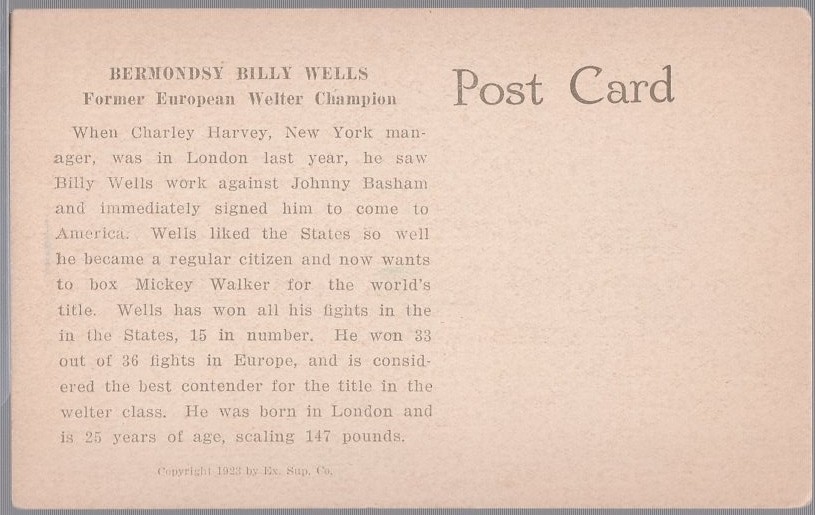 BERMONDSY BILLY WELLS
Former European Welter Champion
When Charley Harvey, New York man-
ager, was in London last year, he saw
Billy Wells work against Johnny Basham
and immediately signed him to come to
America. Wells liked the States so well
he became a regular citizen and now wants
to box Mickey Walker for the world's
title. Wells has won all his fights in the
in the States, 15 in number. He won 33
out of 36 fights in Europe, and is consid-
ered the best contender for the title in the
welter class. He was born in London and
is 25 years of age, scaling 147 pounds.
Copyright 1923 by Ex. Sup. Co.
Post Card